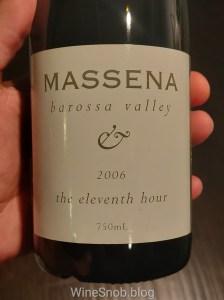 MASSENA
barossa valley
&
2006
the eleventh hour
750mL
WineSnob.blog